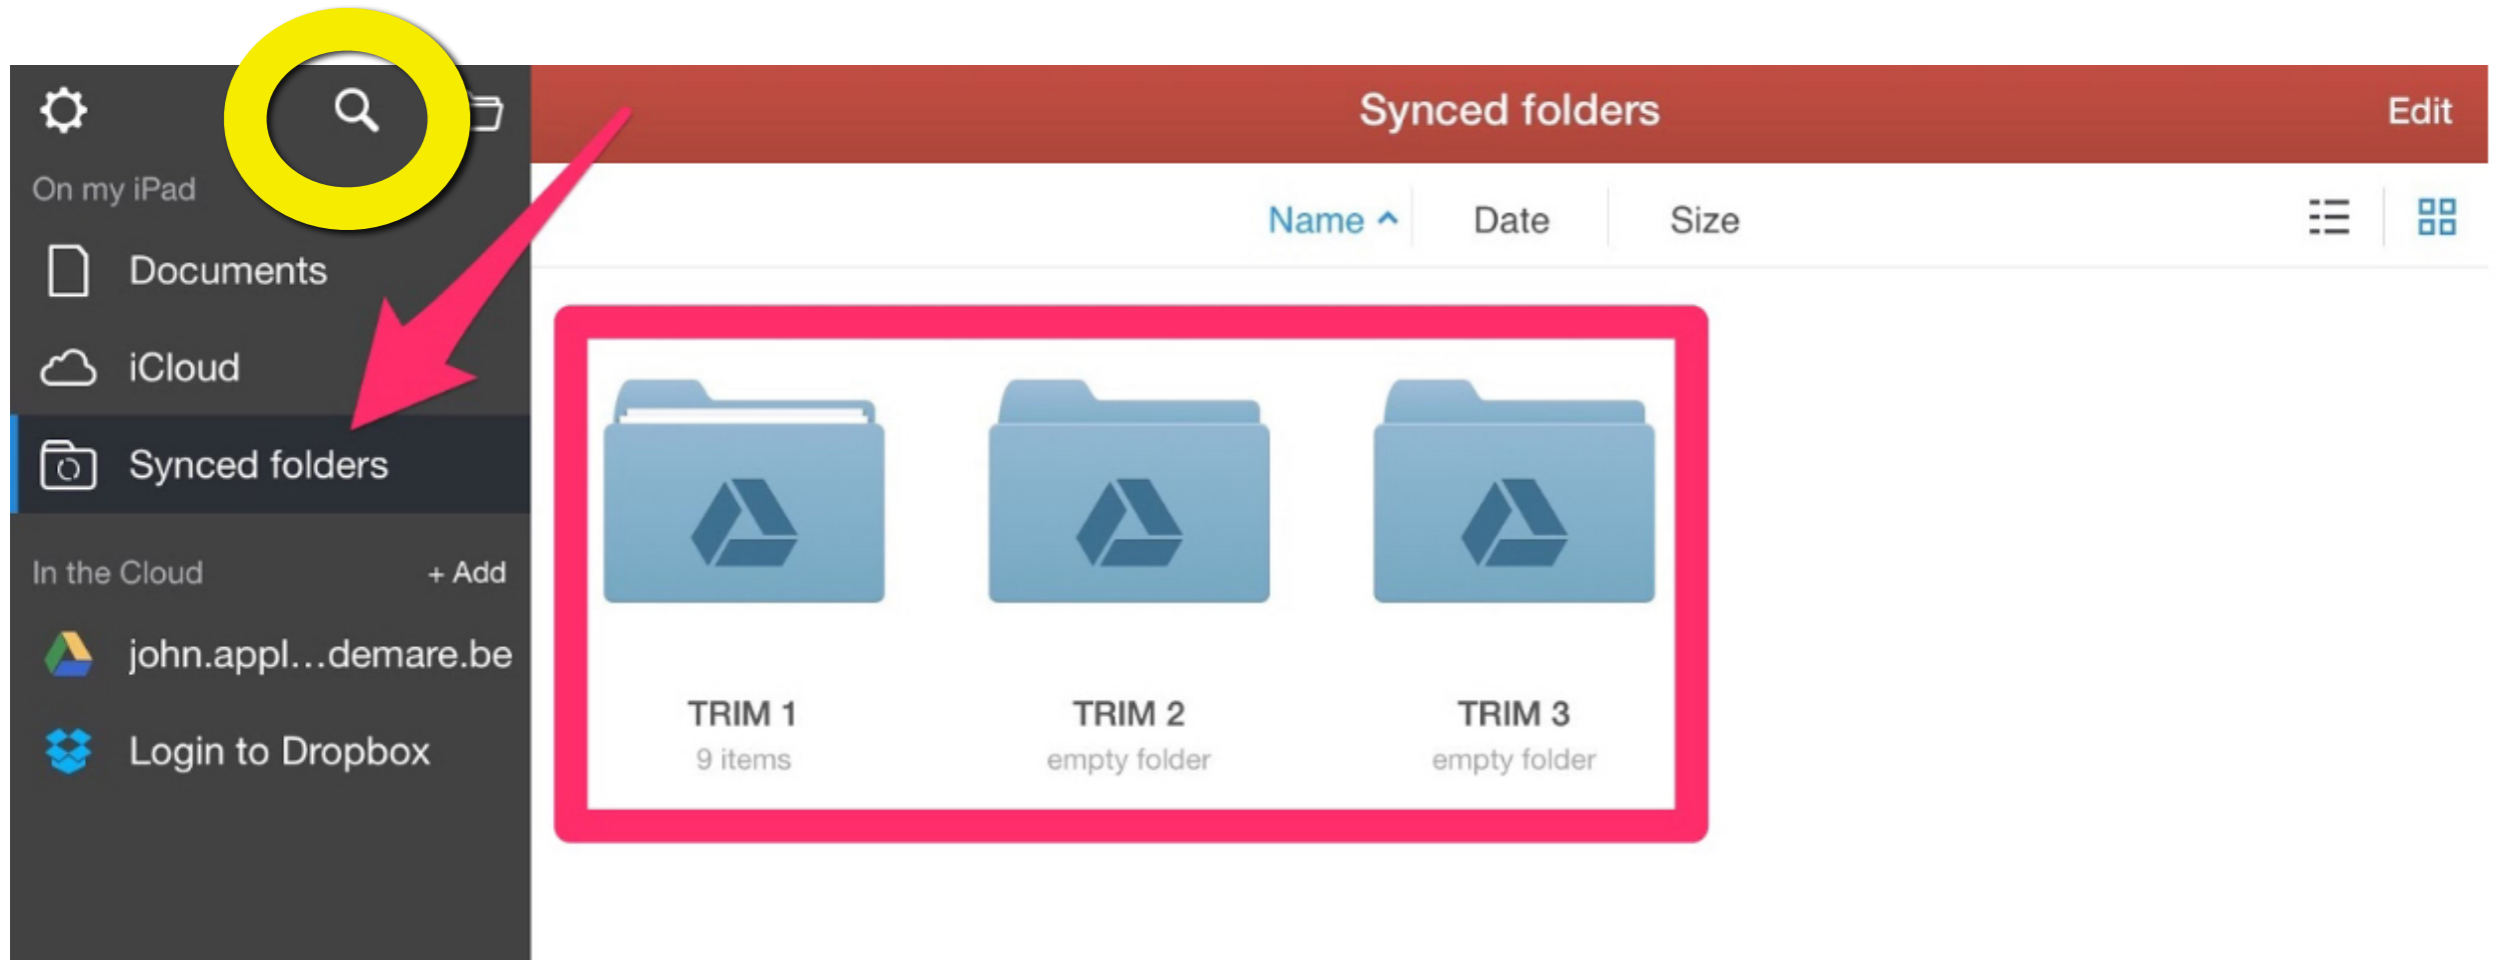 Synced folders
Edit
On my iPad
Name
Date
Size
Documents
iCloud
Synced folders
In the Cloud
+ Add
john.appl...demare.be
Login to Dropbox
TRIM 1
9 items
TRIM 2
empty folder
TRIM 3
empty folder